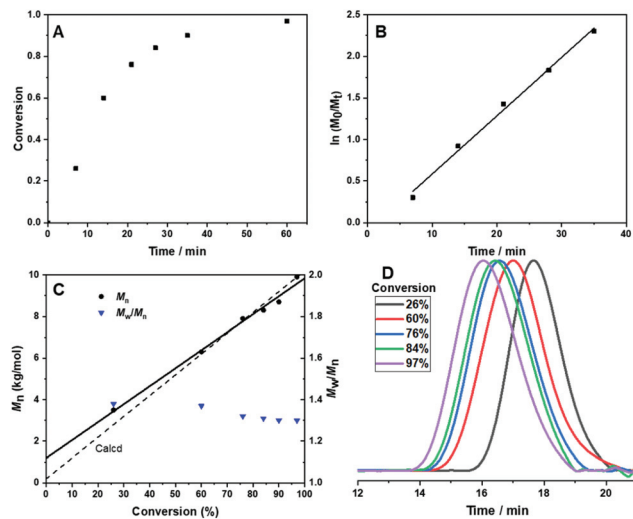 A
Conversion
1.0
0.8
0.6
0.4
0.2
0.0
0 10 20 30 40 50 60
Time / min
B
ln (M0/Mt)
2.5
2.0
1.5
1.0
0.5
0.0
0 10 20 30 40
Time / min
C
Mn
Mw/Mn
Mn (kg/mol)
10
8
6
4
2
0
2.0
1.8
1.6
1.4
1.2
1.0
Mw/Mn
Calcd
0 10 20 30 40 50 60 70 80 90 100
Conversion (%)
D
Conversion
26%
60%
76%
84%
97%
12 14 16 18 20
Time / min